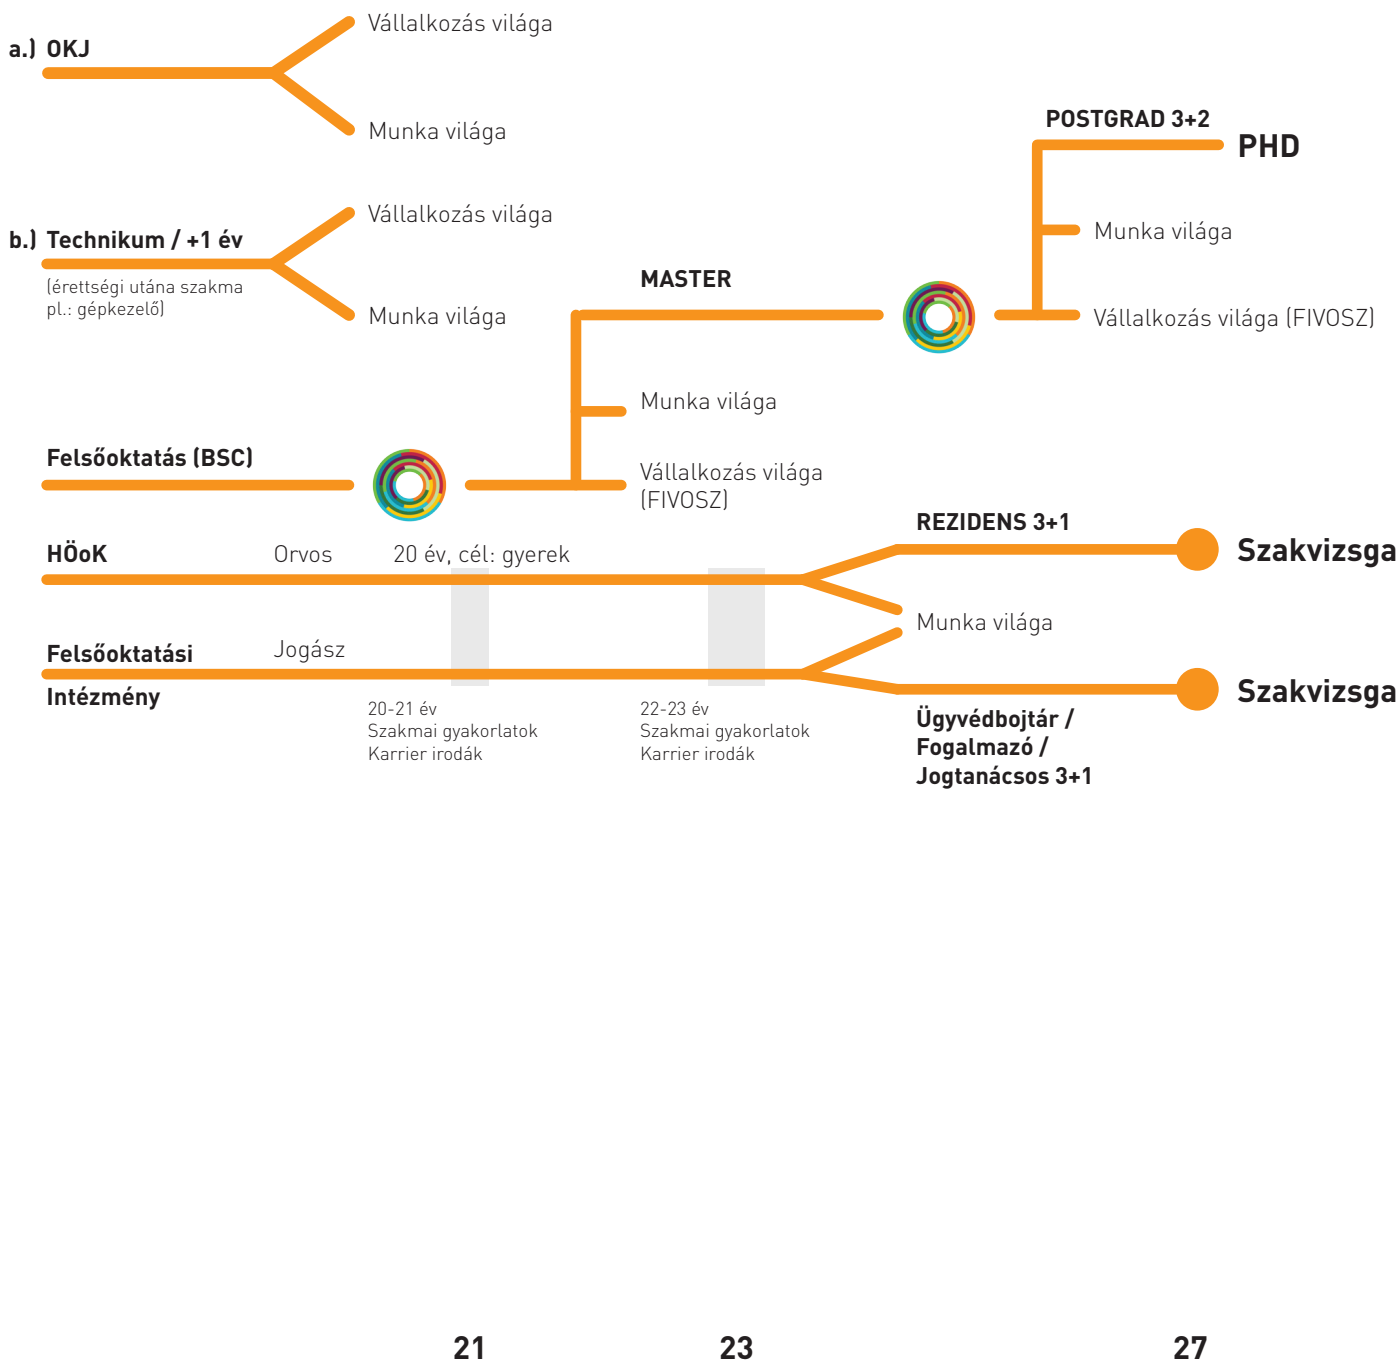 Vállalkozás világa
a.) OKJ
Munka világa
POSTGRAD 3+2
PHD
Vállalkozás világa
Munka világa
b.) Technikum / +1 év
(érettségi utána szakma
pl.: gépkezelő)
MASTER
Munka világa
Vállalkozás világa (FIVOSZ)
Munka világa
Felsőoktatás (BSC)
Vállalkozás világa
(FIVOSZ)
REZIDENS 3+1
HÖoK
Orvos
20 év, cél: gyerek
Szakvizsga
Munka világa
Felsőoktatási
Intézmény
Jogász
Szakvizsga
20-21 év
Szakmai gyakorlatok
Karrier irodák
22-23 év
Szakmai gyakorlatok
Karrier irodák
Ügyvédbojtár /
Fogalmazó /
Jogtanácsos 3+1
21
23
27